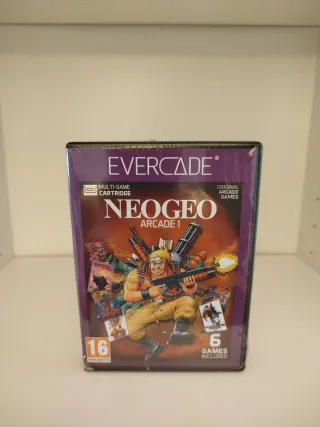 EVERCADE®
MULTI-GAME
CARTRIDGE
ORIGINAL
ARCADE
GAMES
NEOGEO
ARCADE 1
16
6
GAMES
INCLUDED